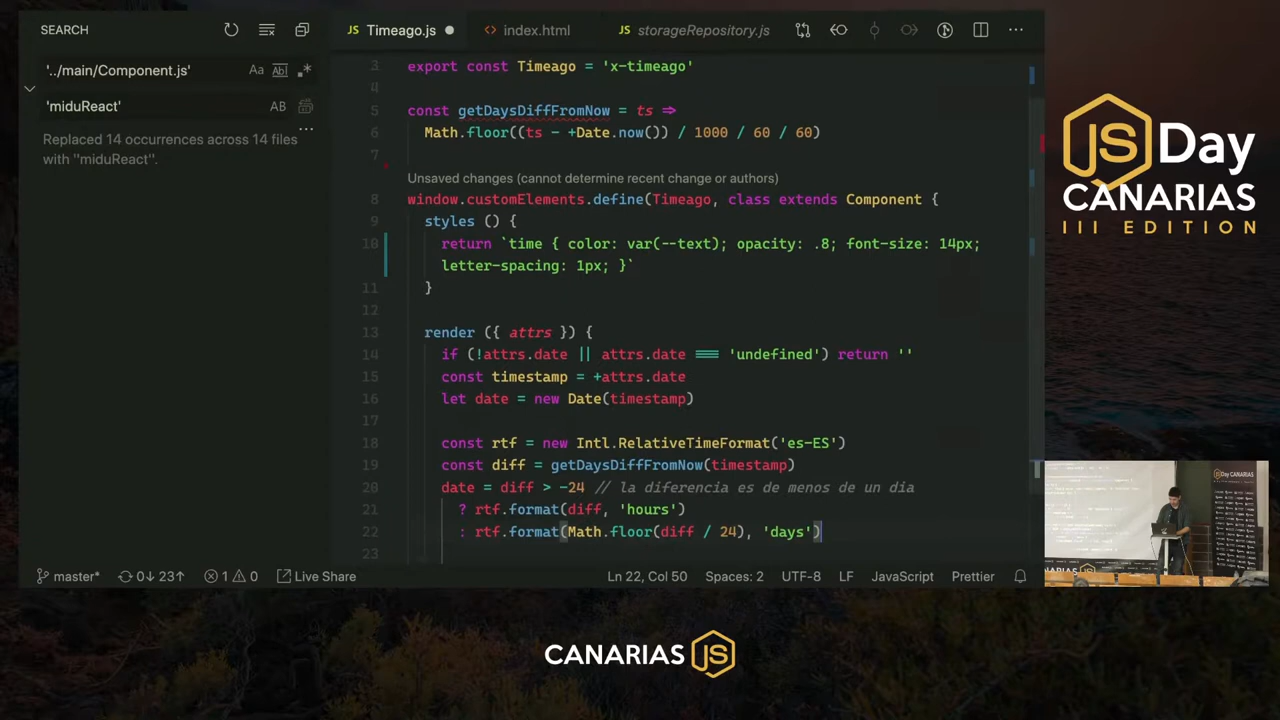 SEARCH
'../main/Component.js'
Aa
Abl
'miduReact'
AB
Replaced 14 occurrences across 14 files
with "miduReact".
JS Timeago.js
<> index.html
JS storageRepository.js
3 export const Timeago = 'x-timeago'
4
5 const getDaysDiffFromNow = ts ⇒
6 Math.floor((ts - +Date.now()) / 1000 / 60 / 60)
7
Unsaved changes (cannot determine recent change or authors)
8 window.customElements.define(Timeago, class extends Component {
9 styles () {
10 return `time { color: var(--text); opacity: .8; font-size: 14px;
letter-spacing: 1px; }`
11 }
12
13 render ({ attrs }) {
14 if (!attrs.date || attrs.date === 'undefined') return ''
15 const timestamp = +attrs.date
16 let date = new Date(timestamp)
17
18 const rtf = new Intl.RelativeTimeFormat('es-ES')
19 const diff = getDaysDiffFromNow(timestamp)
20 date = diff > -24 // la diferencia es de menos de un día
21 ? rtf.format(diff, 'hours')
22 : rtf.format(Math.floor(diff / 24), 'days')
23
master*
0↓ 23↑
1
0
Live Share
Ln 22, Col 50
Spaces: 2
UTF-8
LF
JavaScript
Prettier
JS Day
CANARIAS
III EDITION
JSDay CANARIAS
CANARIAS JS